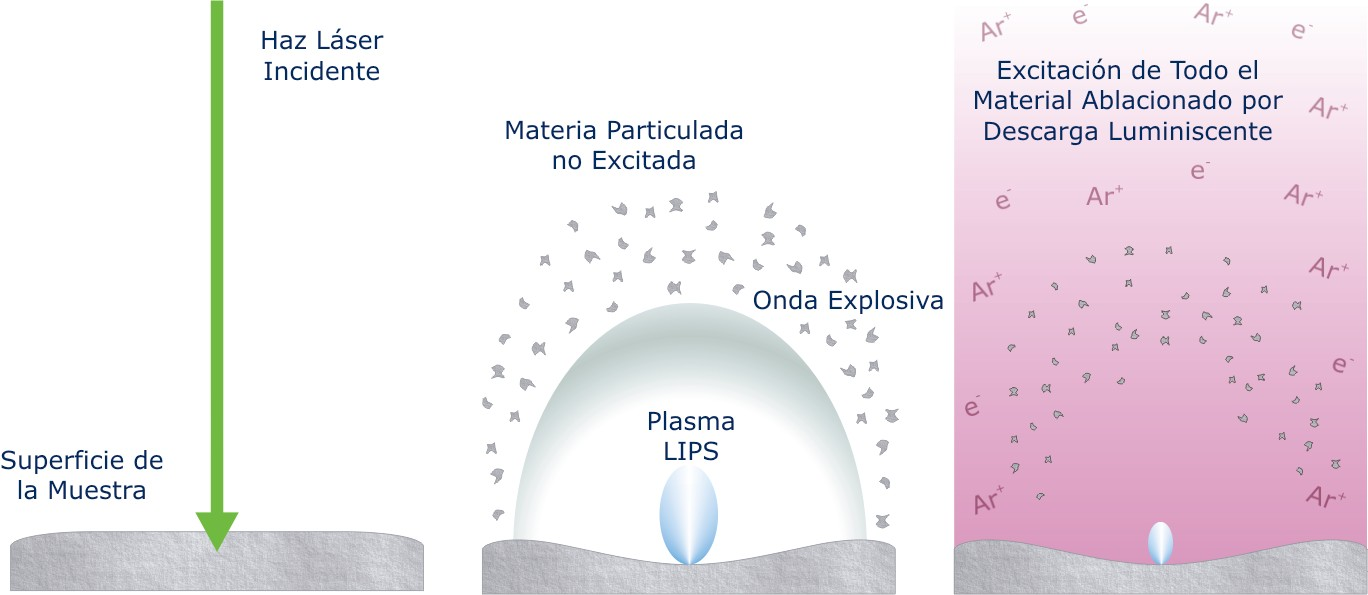 Haz Láser
Incidente
Superficie de
la Muestra
Materia Particulada
no Excitada
Onda Explosiva
Plasma
LIPS
Ar⁺
e⁻
Ar⁺
e⁻
Excitación de Todo el
Material Ablacionado por
Descarga Luminiscente
Ar⁺
e⁻
e⁻
Ar⁺
Ar⁺
Ar⁺
Ar⁺
e⁻
e⁻
Ar⁺
Ar⁺